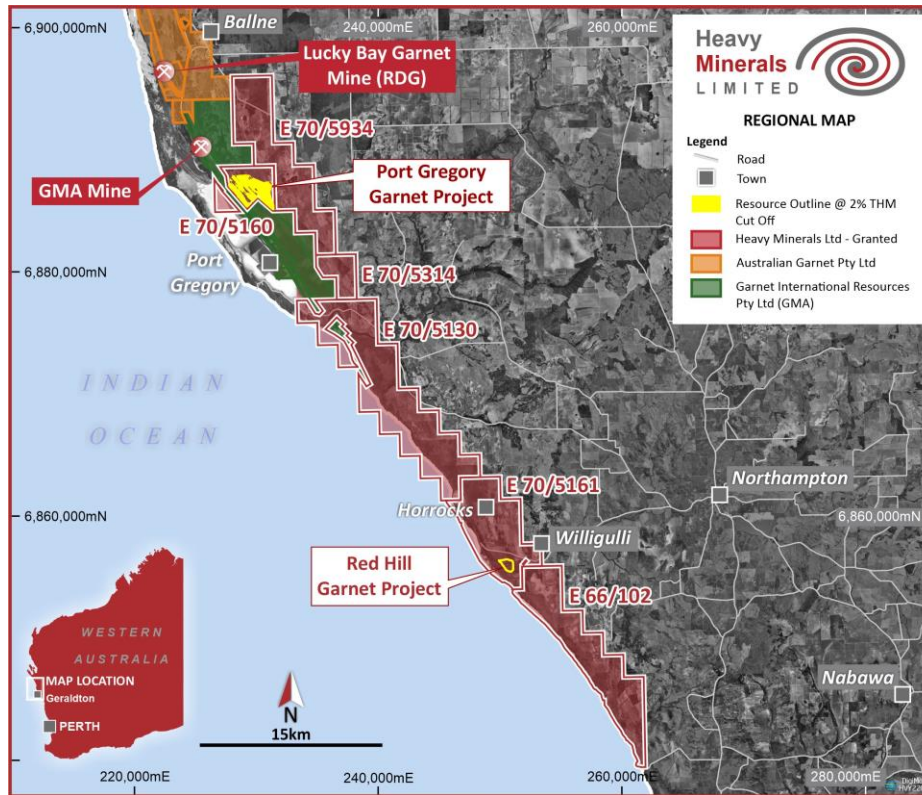 6,900,000mN
240,000mE
260,000mE
Ballne
Lucky Bay Garnet
Mine (RDG)
Heavy
Minerals
LIMITED
REGIONAL MAP
Legend
Road
Town
Resource Outline @ 2% THM
Cut Off
Heavy Minerals Ltd - Granted
Australian Garnet Pty Ltd
Garnet International Resources
Pty Ltd (GMA)
E 70/5934
GMA Mine
Port Gregory
Garnet Project
E 70/5160
Port
Gregory
6,880,000mN
E 70/5314
E 70/5130
INDIAN
OCEAN
E 70/5161
Northampton
Horrocks
6,860,000mN
6,860,000mN
Willigulli
Red Hill
Garnet Project
E 66/102
WESTERN
AUSTRALIA
MAP LOCATION
Geraldton
PERTH
N
15km
Nabawa
220,000mE
240,000mE
260,000mE
280,000mE